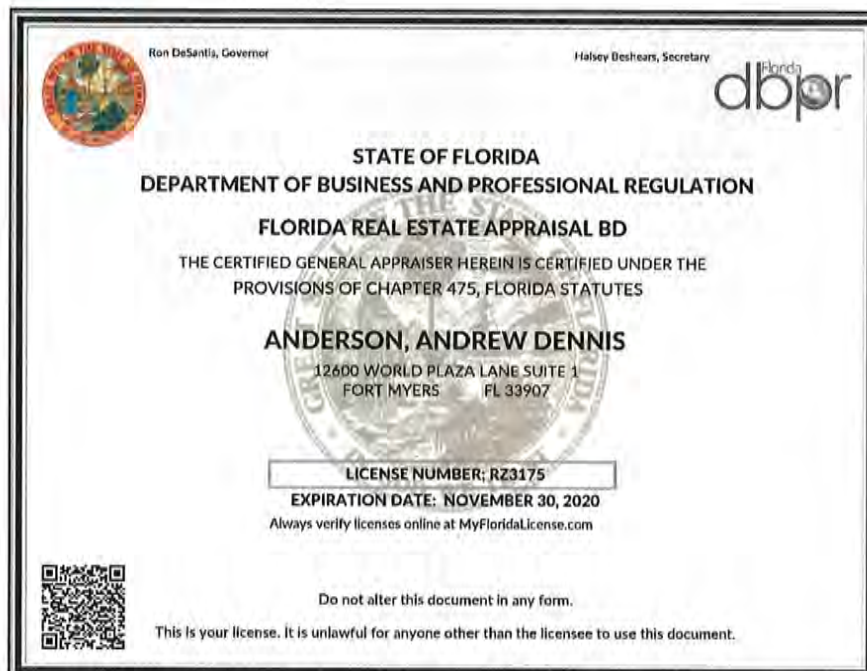 Ron DeSantis, Governor
Halsey Beshears, Secretary
Florida
dbpr
STATE OF FLORIDA
DEPARTMENT OF BUSINESS AND PROFESSIONAL REGULATION
FLORIDA REAL ESTATE APPRAISAL BD
THE CERTIFIED GENERAL APPRAISER HEREIN IS CERTIFIED UNDER THE
PROVISIONS OF CHAPTER 475, FLORIDA STATUTES
ANDERSON, ANDREW DENNIS
12600 WORLD PLAZA LANE SUITE 1
FORT MYERS FL 33907
LICENSE NUMBER: RZ3175
EXPIRATION DATE: NOVEMBER 30, 2020
Always verify licenses online at MyFloridaLicense.com
Do not alter this document in any form.
This is your license. It is unlawful for anyone other than the licensee to use this document.